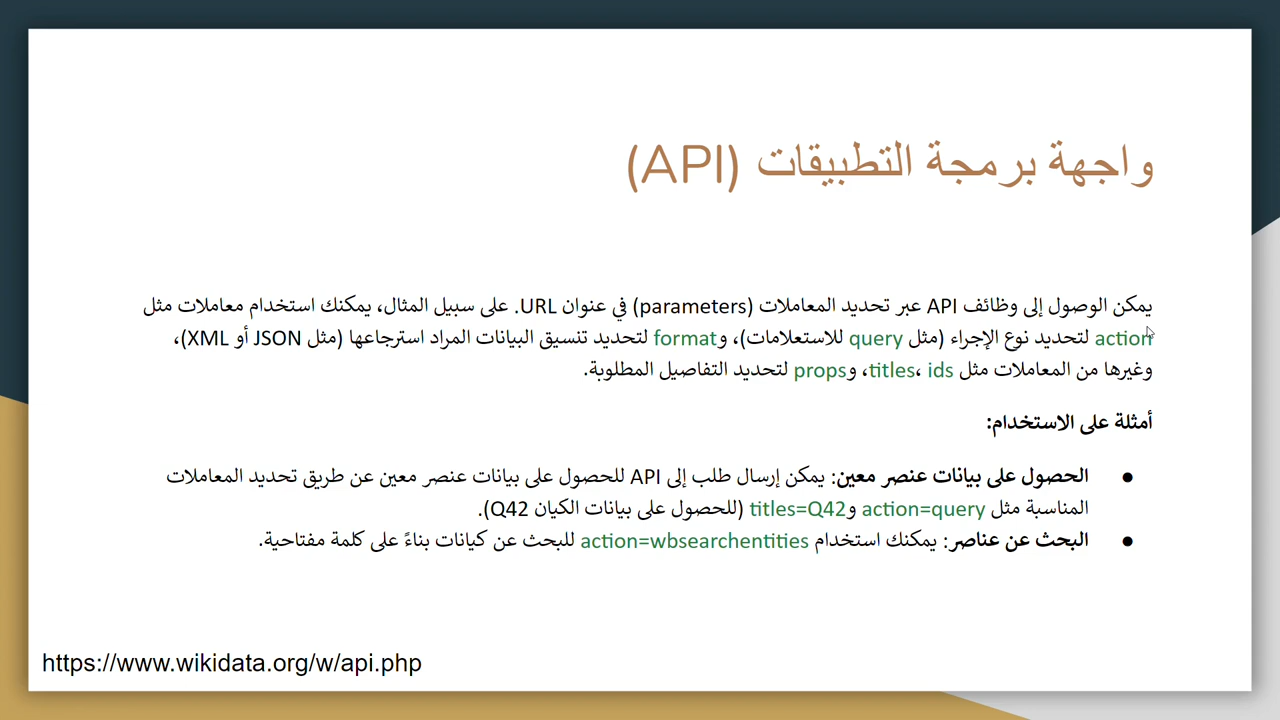 واجهة برمجة التطبيقات (API)
يمكن الوصول إلى وظائف API عبر تحديد المعاملات (parameters) في عنوان URL. على سبيل المثال، يمكنك استخدام معاملات مثل
action لتحديد نوع الإجراء (مثل query للاستعلامات)، وformat لتحديد تنسيق البيانات المراد استرجاعها (مثل JSON أو XML)،
وغيرها من المعاملات مثل titles، ids، وprops لتحديد التفاصيل المطلوبة.
أمثلة على الاستخدام:
● الحصول على بيانات عنصر معين: يمكن إرسال طلب إلى API للحصول على بيانات عنصر معين عن طريق تحديد المعاملات
المناسبة مثل action=query وtitles=Q42 (للحصول على بيانات الكيان Q42).
● البحث عن عناصر: يمكنك استخدام action=wbsearchentities للبحث عن كيانات بناءً على كلمة مفتاحية.
https://www.wikidata.org/w/api.php